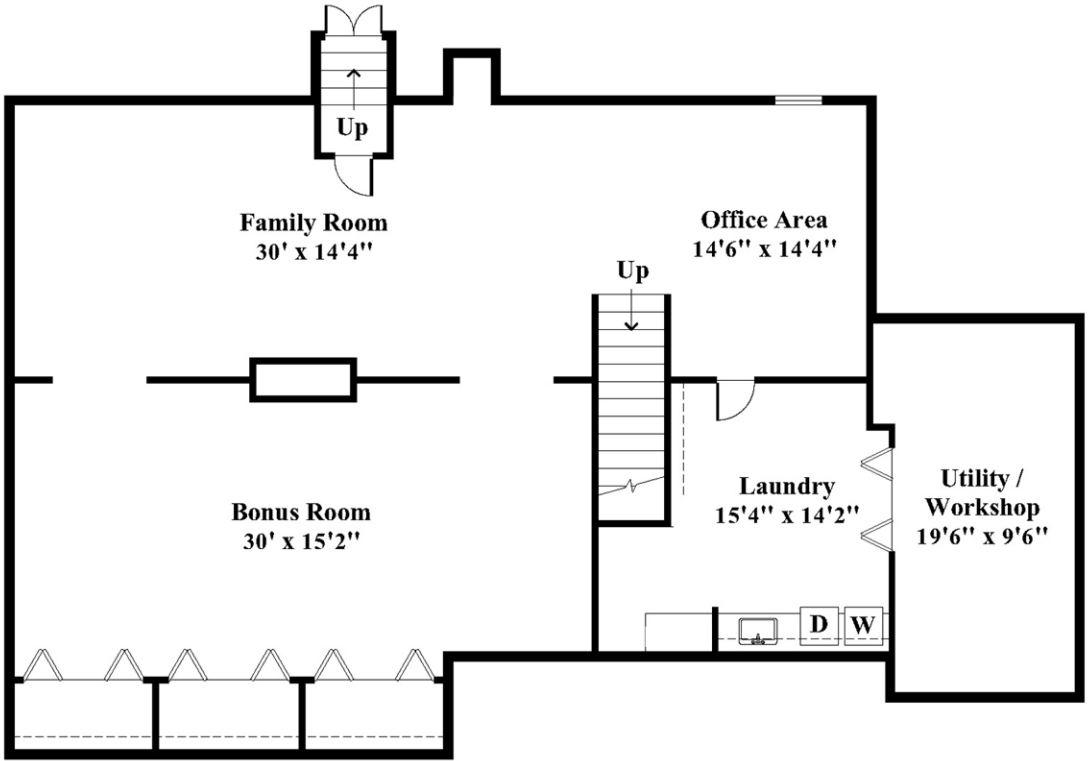 Up
Family Room
30' x 14'4"
Office Area
14'6" x 14'4"
Up
Bonus Room
30' x 15'2"
Laundry
15'4" x 14'2"
Utility /
Workshop
19'6" x 9'6"
D W